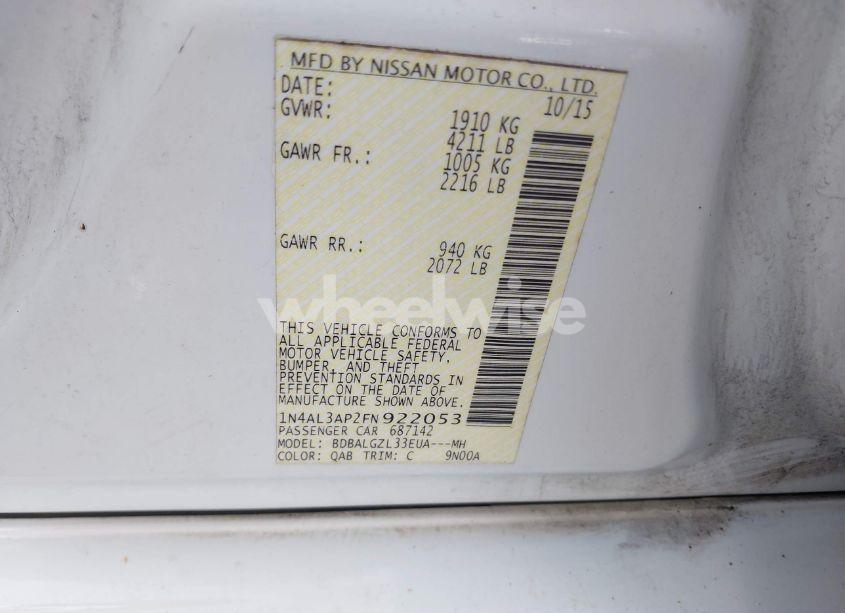 MFD BY NISSAN MOTOR CO., LTD.
DATE: 10/15
GVWR: 1910 KG
4211 LB
GAWR FR.: 1005 KG
2216 LB
GAWR RR.: 940 KG
2072 LB
wheelwise
THIS VEHICLE CONFORMS TO
ALL APPLICABLE FEDERAL
MOTOR VEHICLE SAFETY,
BUMPER, AND THEFT
PREVENTION STANDARDS IN
EFFECT ON THE DATE OF
MANUFACTURE SHOWN ABOVE.
1N4AL3AP2FN922053
PASSENGER CAR 687142
MODEL: BDBALGZL33EUA---MH
COLOR: QAB TRIM: C 9N00A